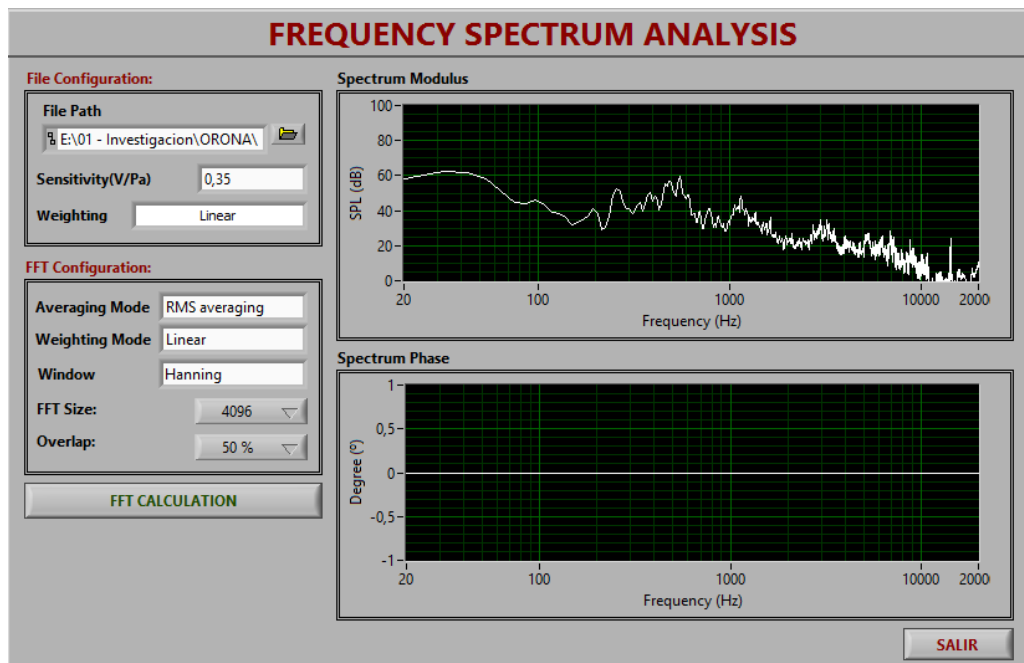 FREQUENCY SPECTRUM ANALYSIS
File Configuration:
File Path
E:\01 - Investigacion\ORONA\
Sensitivity(V/Pa) 0,35
Weighting Linear
FFT Configuration:
Averaging Mode RMS averaging
Weighting Mode Linear
Window Hanning
FFT Size: 4096
Overlap: 50 %
FFT CALCULATION
Spectrum Modulus
SPL (dB)
100
80
60
40
20
0
20 100 1000 10000 2000
Frequency (Hz)
Spectrum Phase
Degree (º)
1
0,5
0
-0,5
-1
20 100 1000 10000 2000
Frequency (Hz)
SALIR